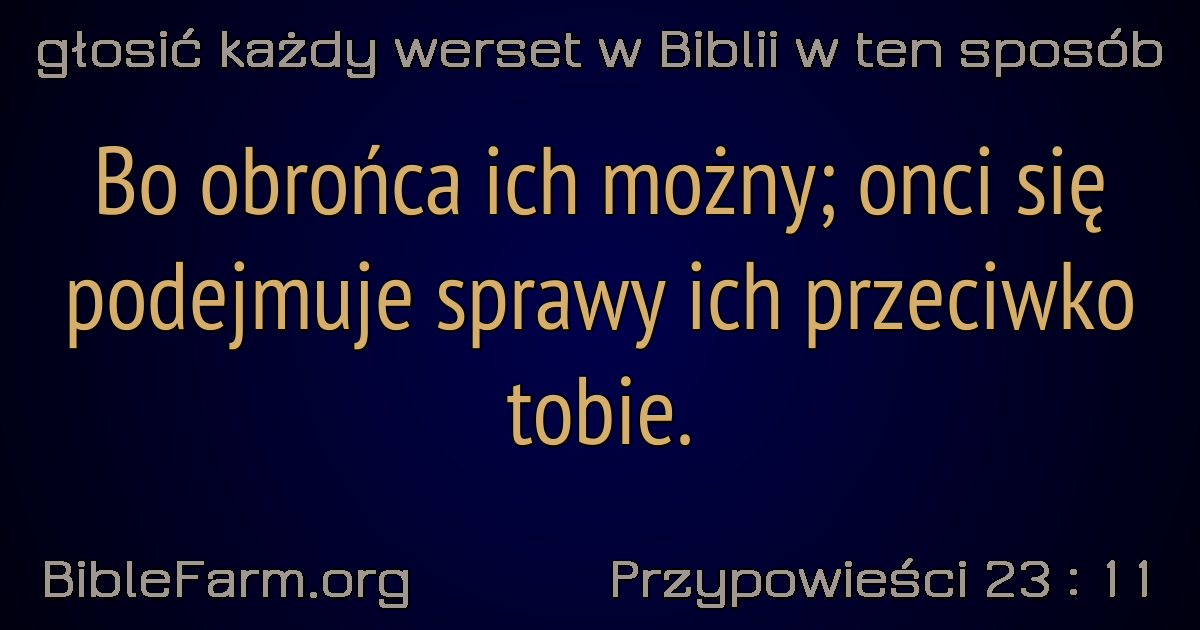 głosić każdy werset w Biblii w ten sposób
Bo obrońca ich możny; onci się
podejmuje sprawy ich przeciwko
tobie.
BibleFarm.org
Przypowieści 23 : 11